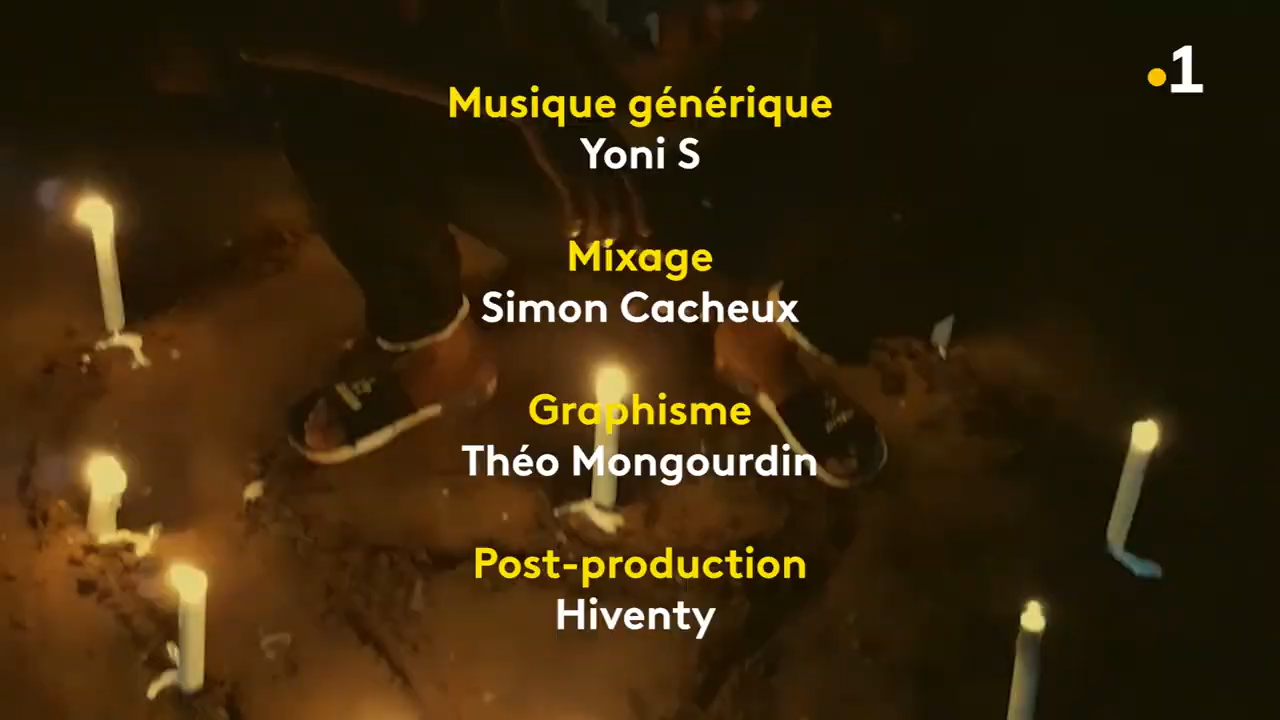 1
Musique générique
Yoni S
Mixage
Simon Cacheux
Graphisme
Théo Mongourdin
Post-production
Hiventy